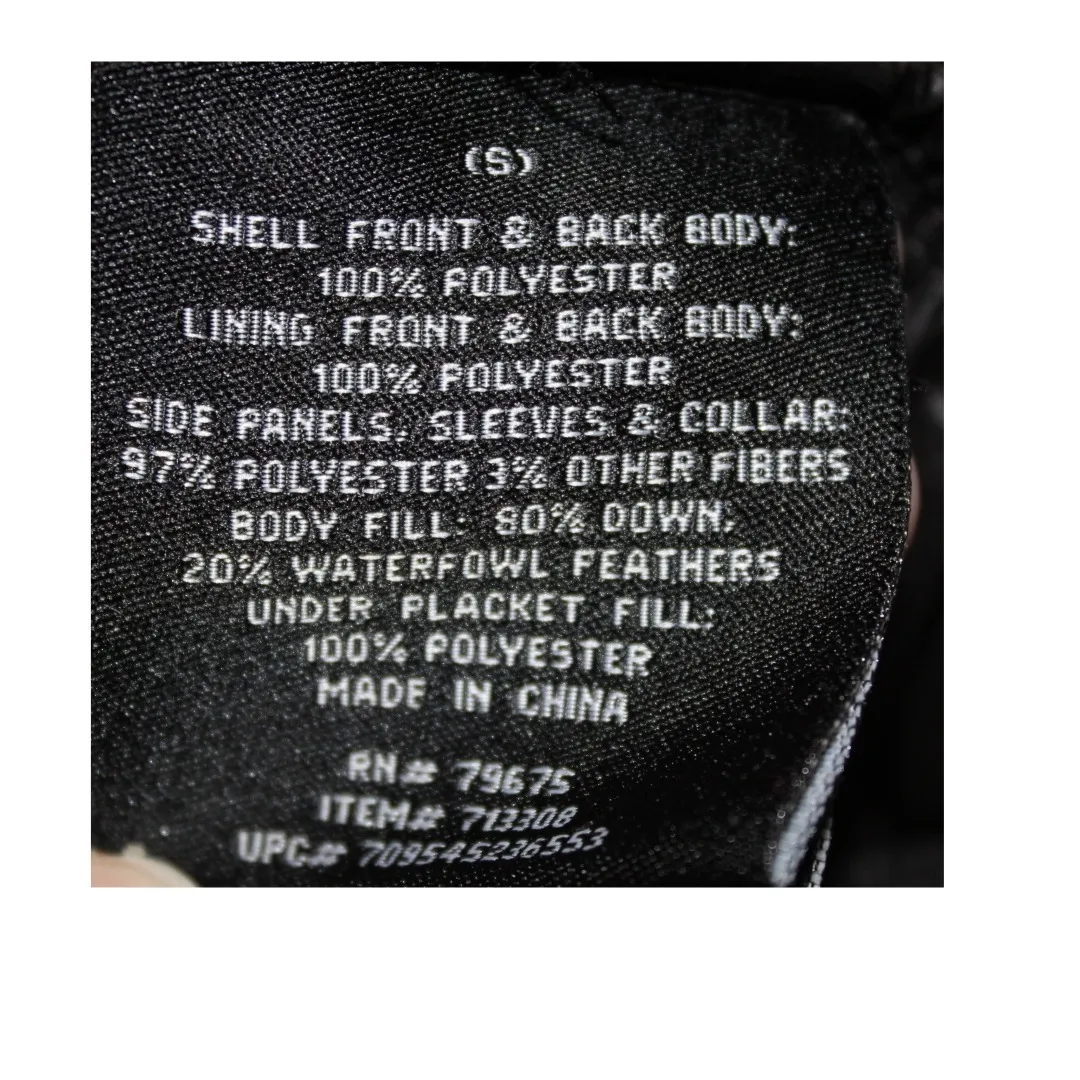 (S)
SHELL FRONT & BACK BODY:
100% POLYESTER
LINING FRONT & BACK BODY:
100% POLYESTER
SIDE PANELS, SLEEVES & COLLAR:
97% POLYESTER 3% OTHER FIBERS
BODY FILL: 80% DOWN;
20% WATERFOWL FEATHERS
UNDER PLACKET FILL:
100% POLYESTER
MADE IN CHINA
RN# 79675
ITEM# 713308
UPC# 709545236553